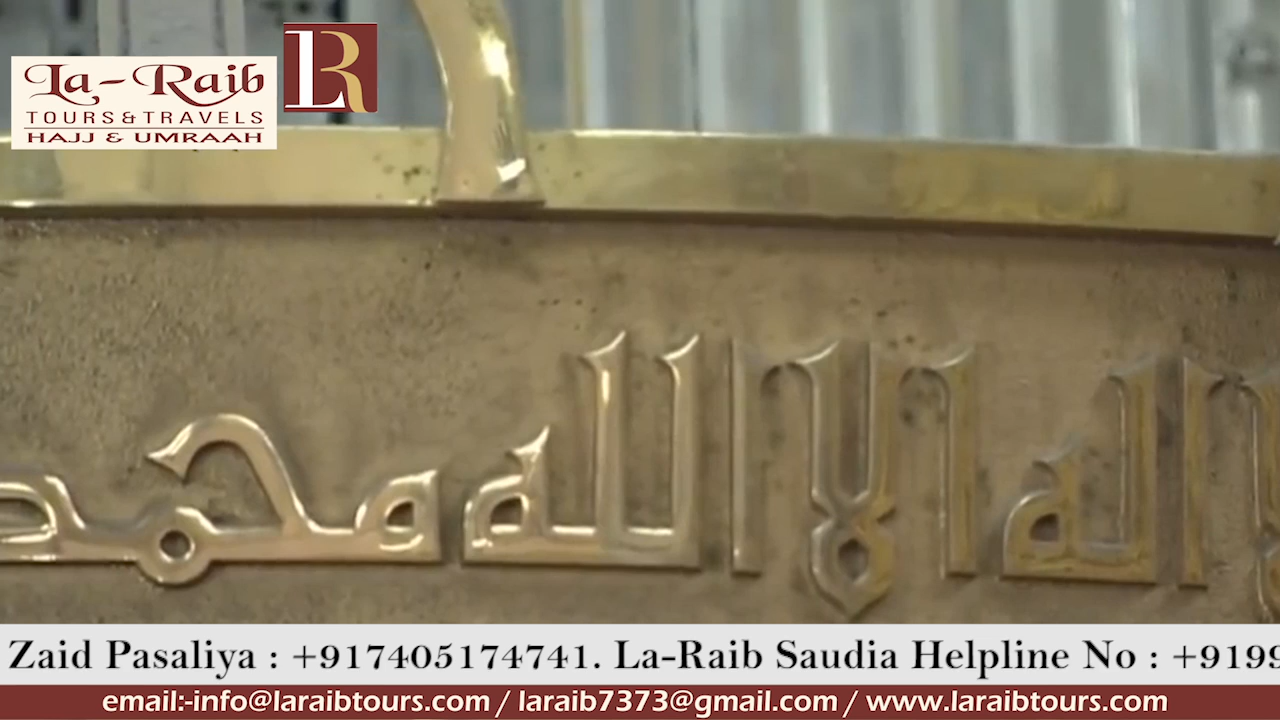 La-Raib
TOURS & TRAVELS
HAJJ & UMRAAH
LR
اله الا الله محمد
Zaid Pasaliya : +917405174741. La-Raib Saudia Helpline No : +9199
email:-info@laraibtours.com / laraib7373@gmail.com / www.laraibtours.com